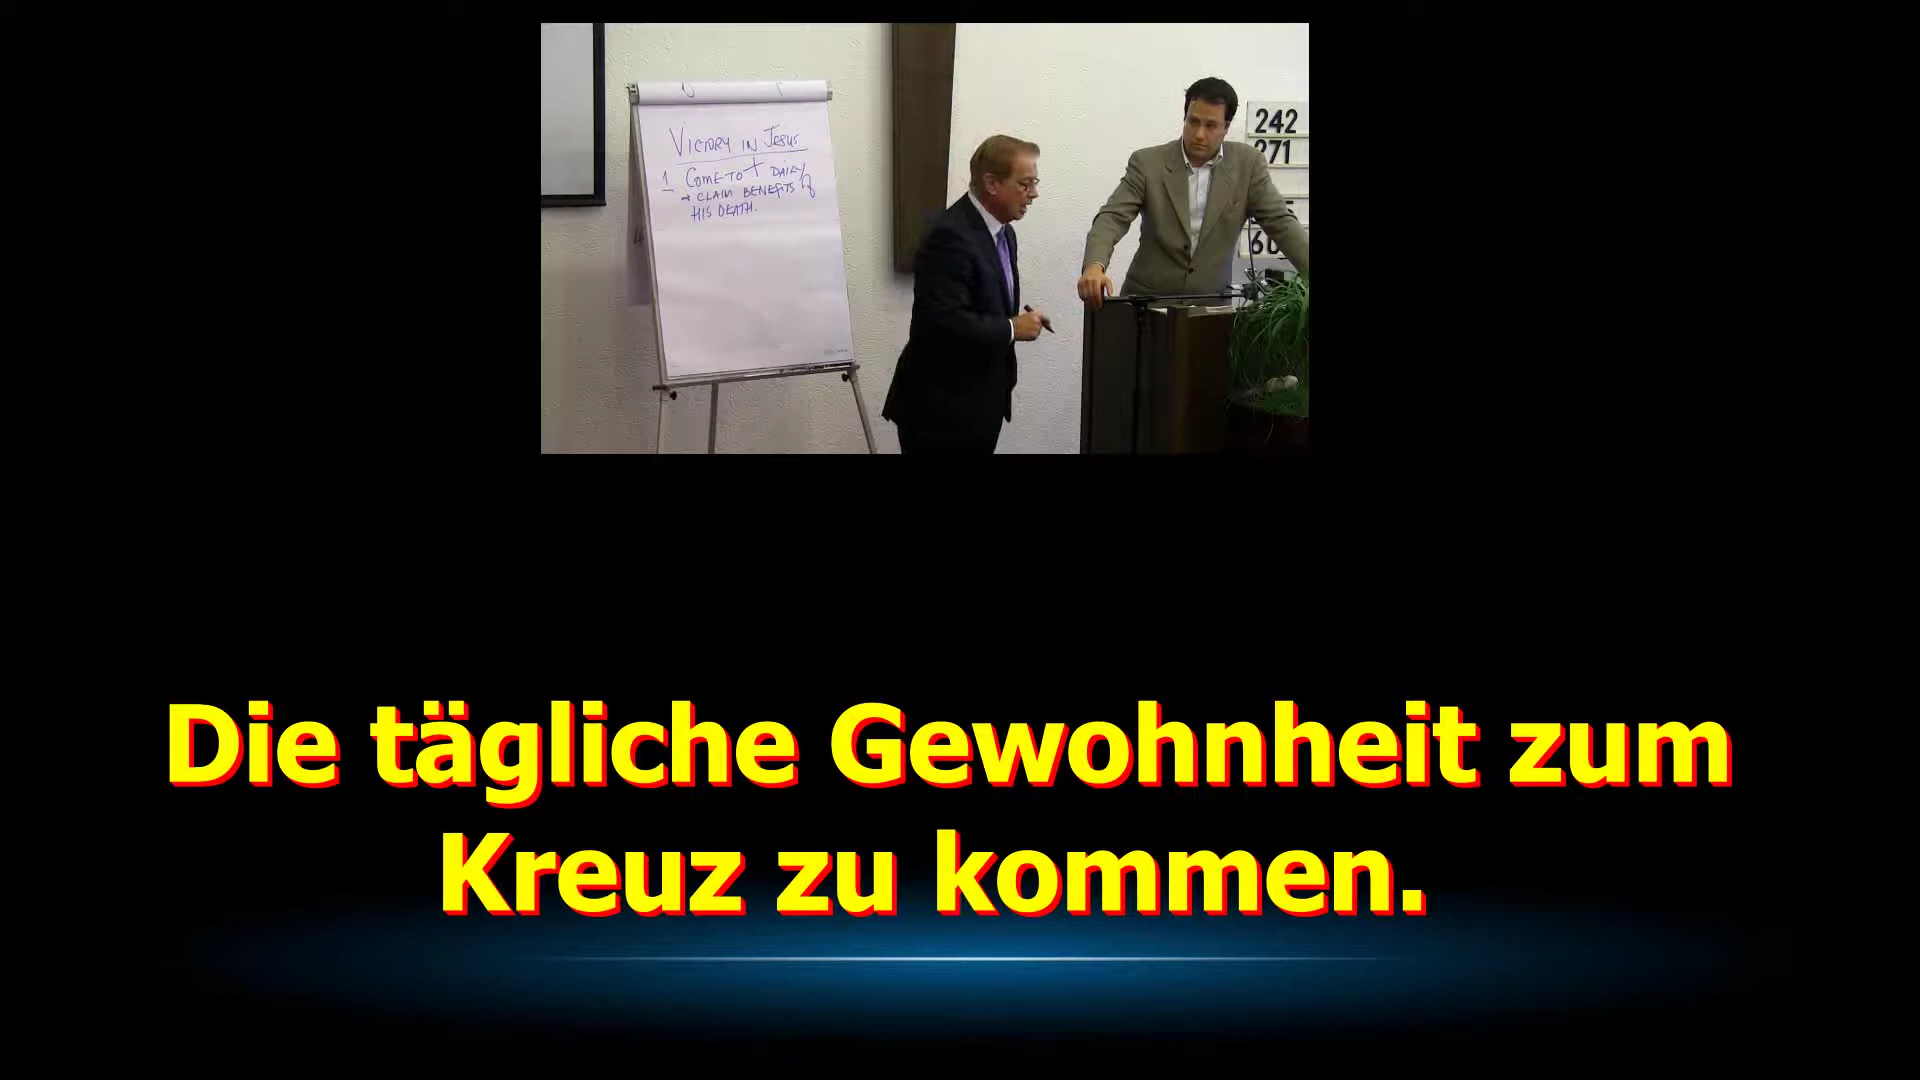 VICTORY IN JESUS
1 COME TO + DAILY
→ CLAIM BENEFITS OF
HIS DEATH.
242
271
Die tägliche Gewohnheit zum
Kreuz zu kommen.